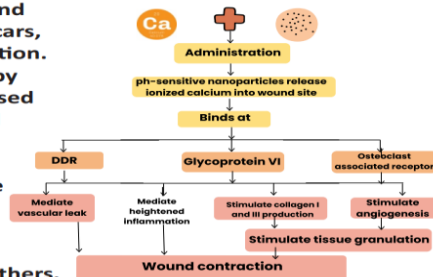 nd
cars,
tion.
by
sed
e
thers.
Ca
Administration
ph-sensitive nanoparticles release
ionized calcium into wound site
Binds at
DDR
Glycoprotein VI
Osteoclast
associated receptor
Mediate
vascular leak
Mediate
heightened
inflammation
Stimulate collagen I
and III production
Stimulate
angiogenesis
Stimulate tissue granulation
Wound contraction